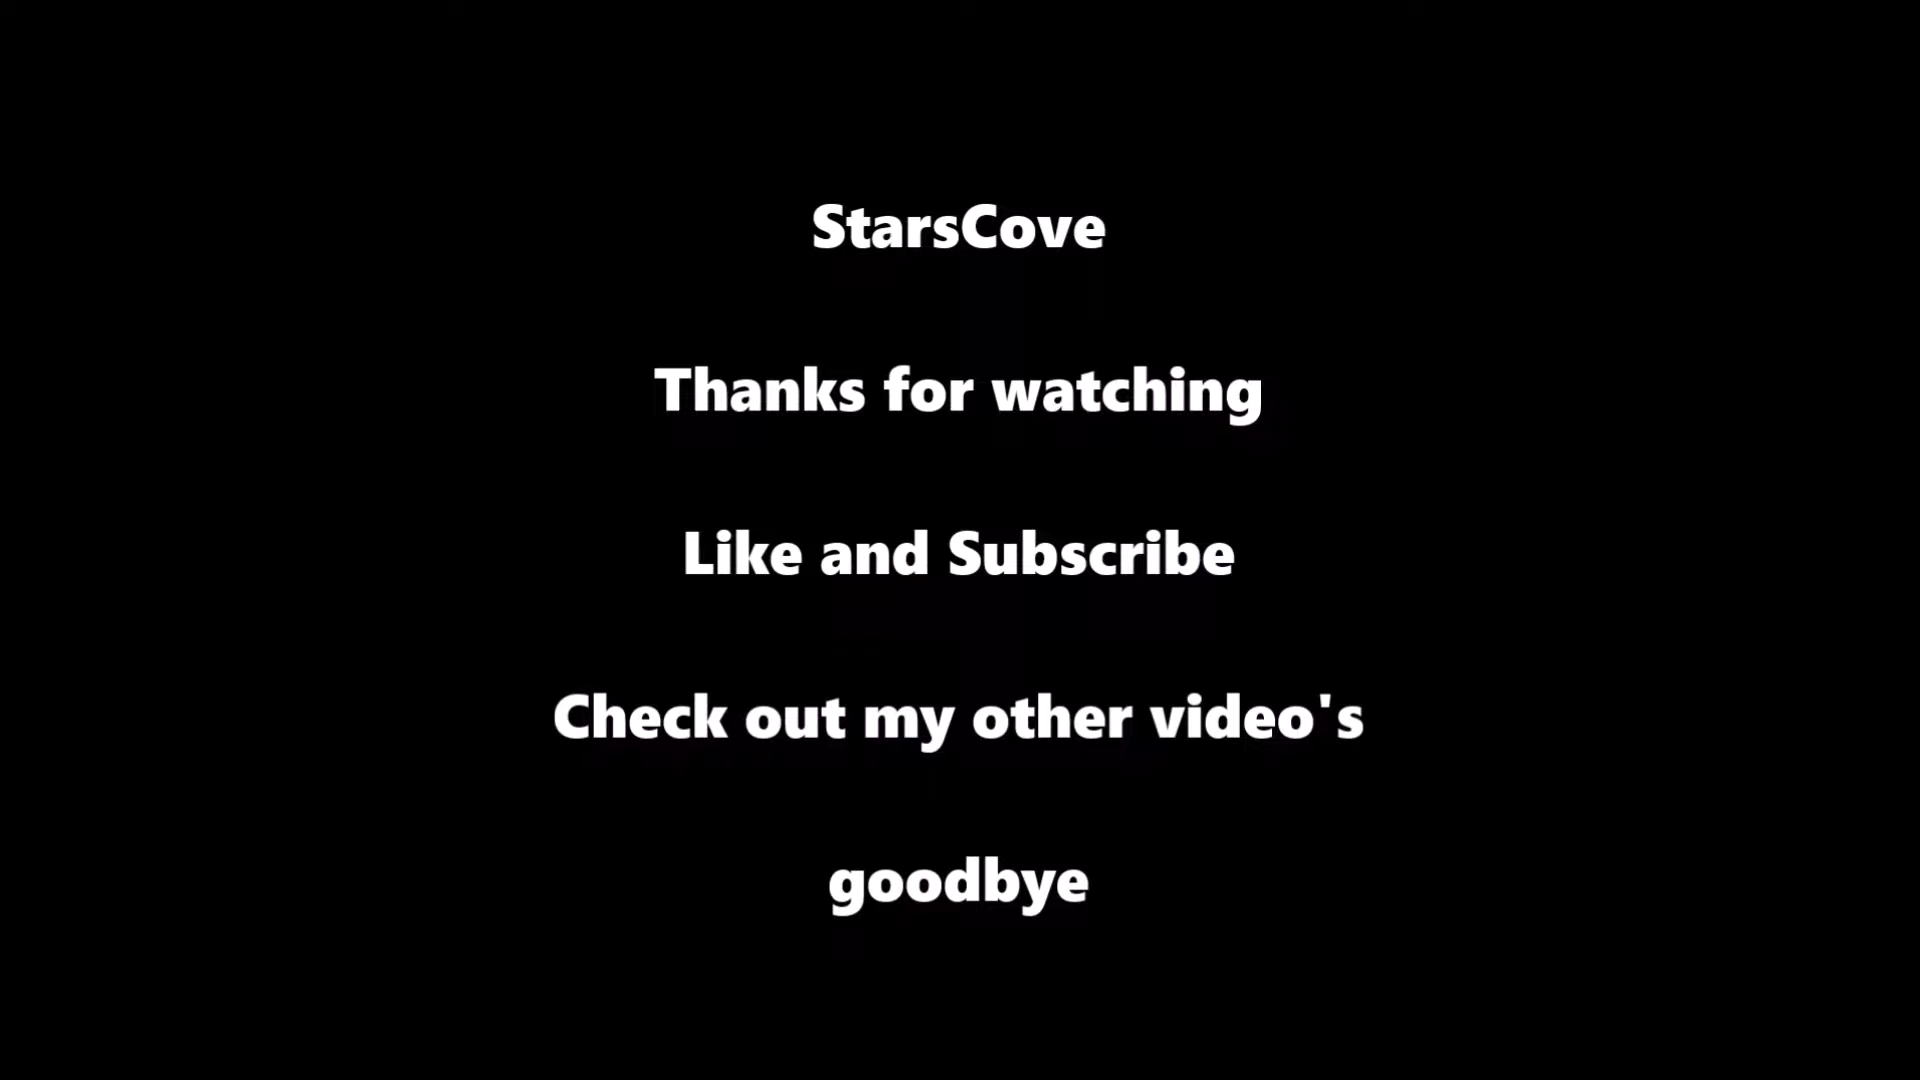 StarsCove
Thanks for watching
Like and Subscribe
Check out my other video's
goodbye